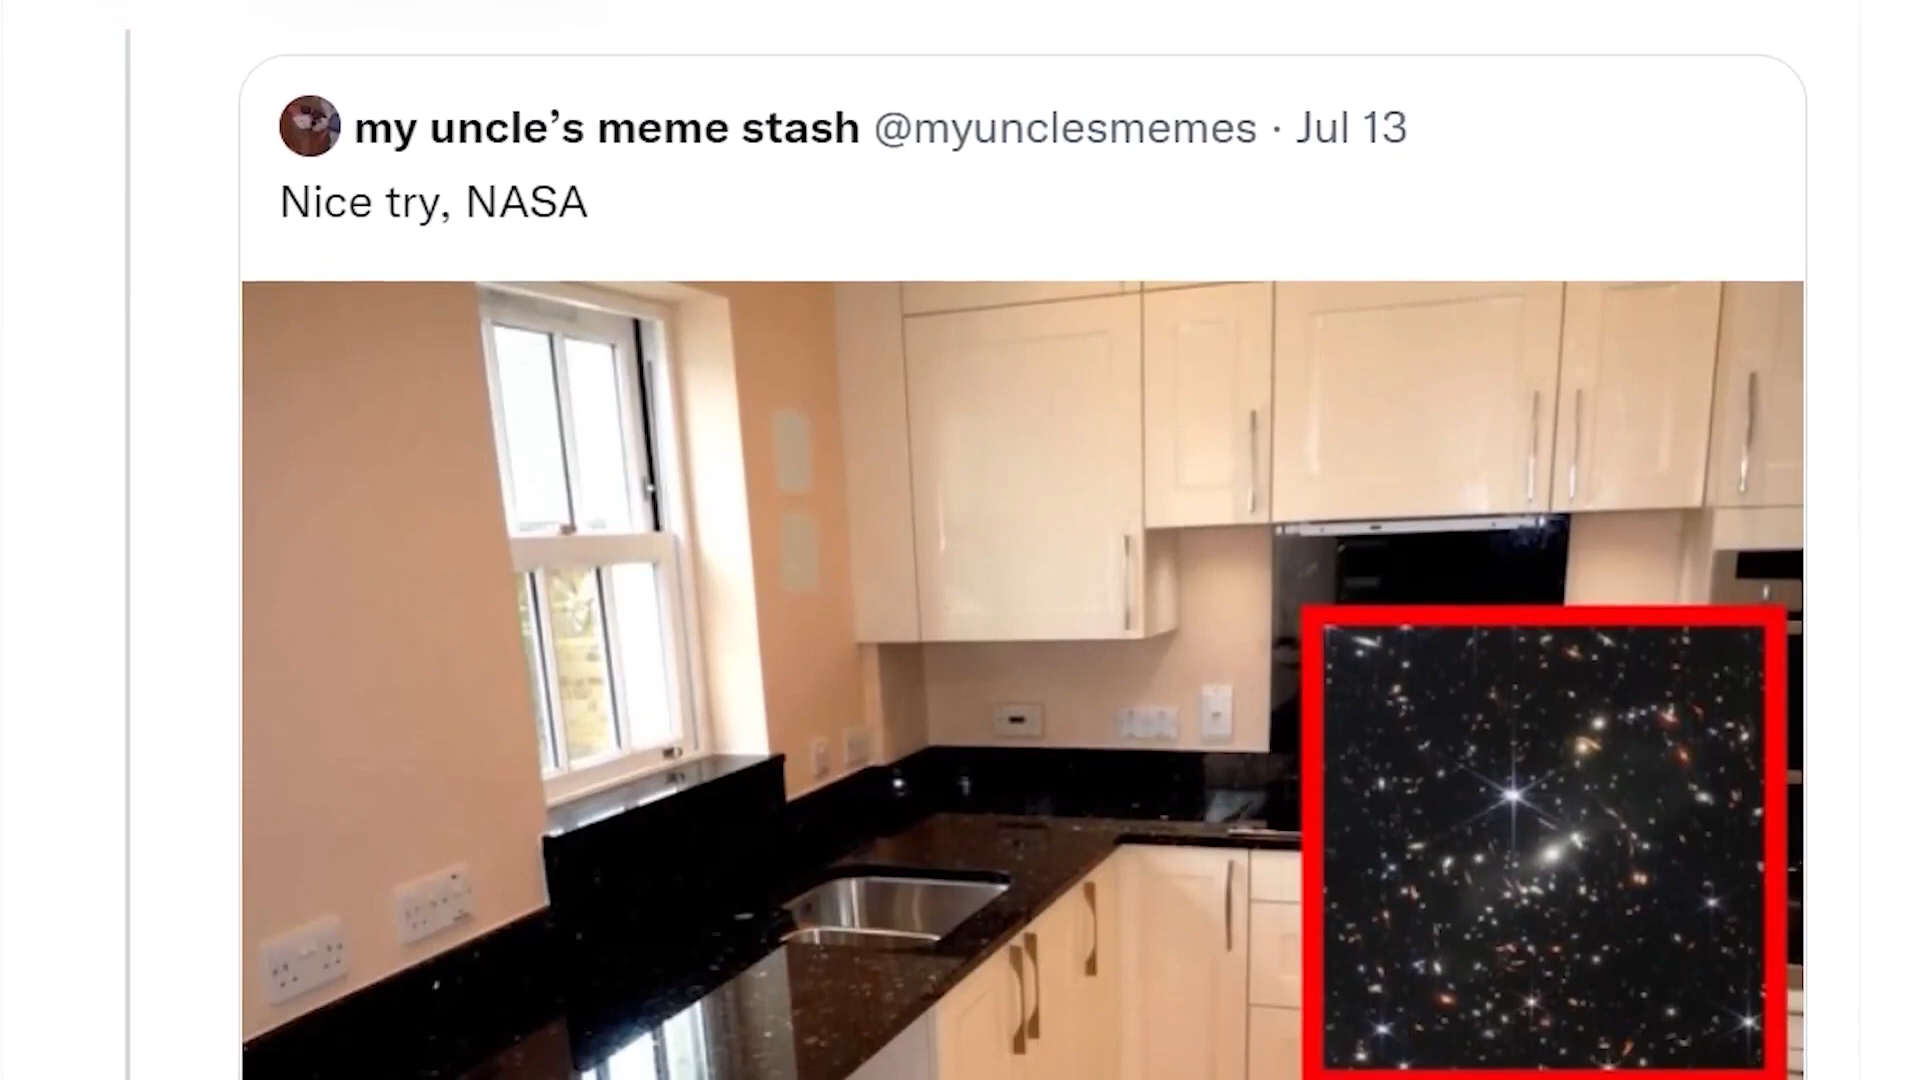 my uncle’s meme stash @myunclesmemes · Jul 13
Nice try, NASA